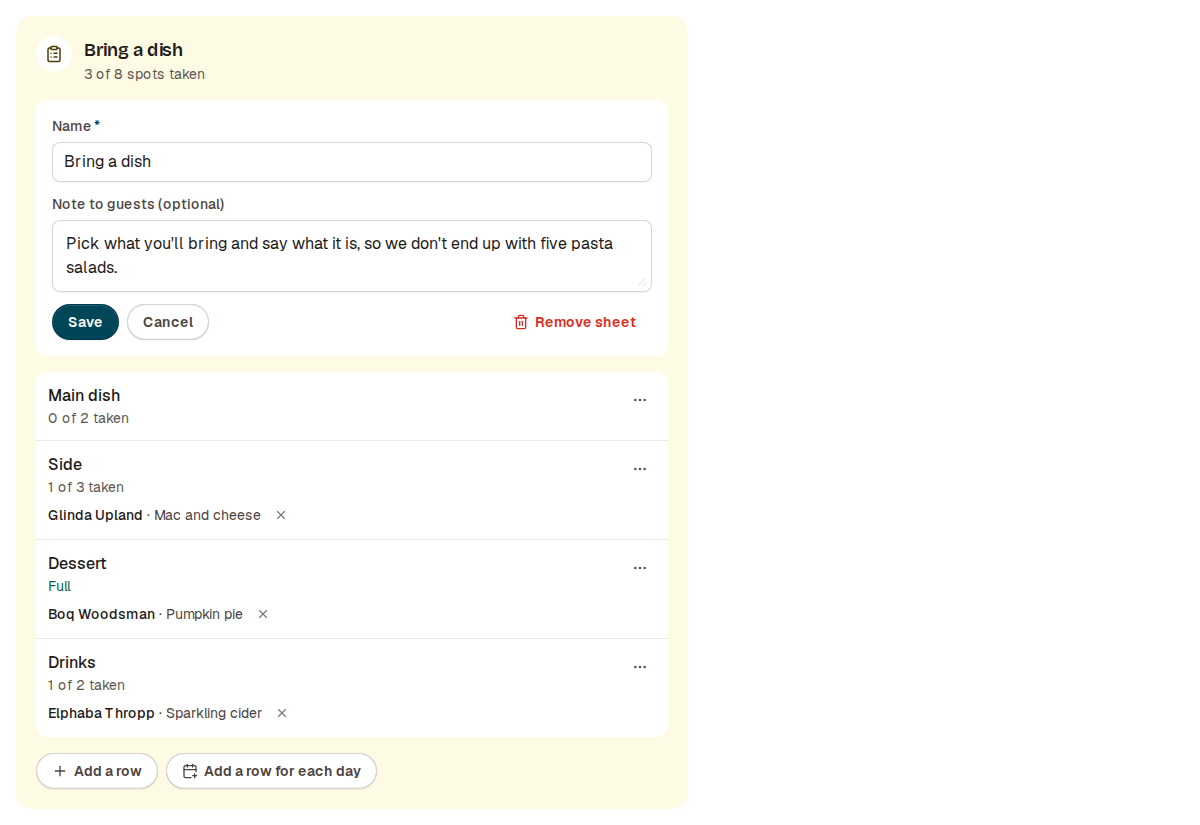 Bring a dish
3 of 8 spots taken
Name *
Bring a dish
Note to guests (optional)
Pick what you'll bring and say what it is, so we don't end up with five pasta
salads.
Save
Cancel
Remove sheet
Main dish
0 of 2 taken
Side
1 of 3 taken
Glinda Upland · Mac and cheese
Dessert
Full
Boq Woodsman · Pumpkin pie
Drinks
1 of 2 taken
Elphaba Thropp · Sparkling cider
Add a row
Add a row for each day